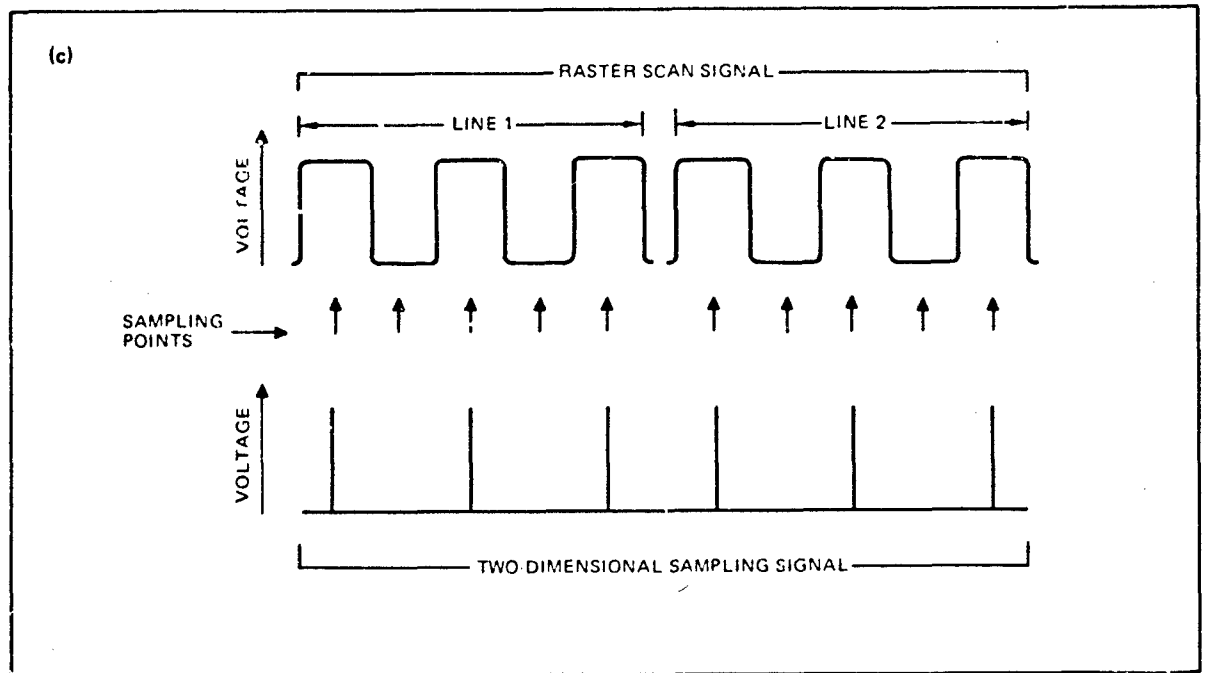 (c)
RASTER SCAN SIGNAL
LINE 1
LINE 2
VOLTAGE
SAMPLING
POINTS
VOLTAGE
TWO-DIMENSIONAL SAMPLING SIGNAL